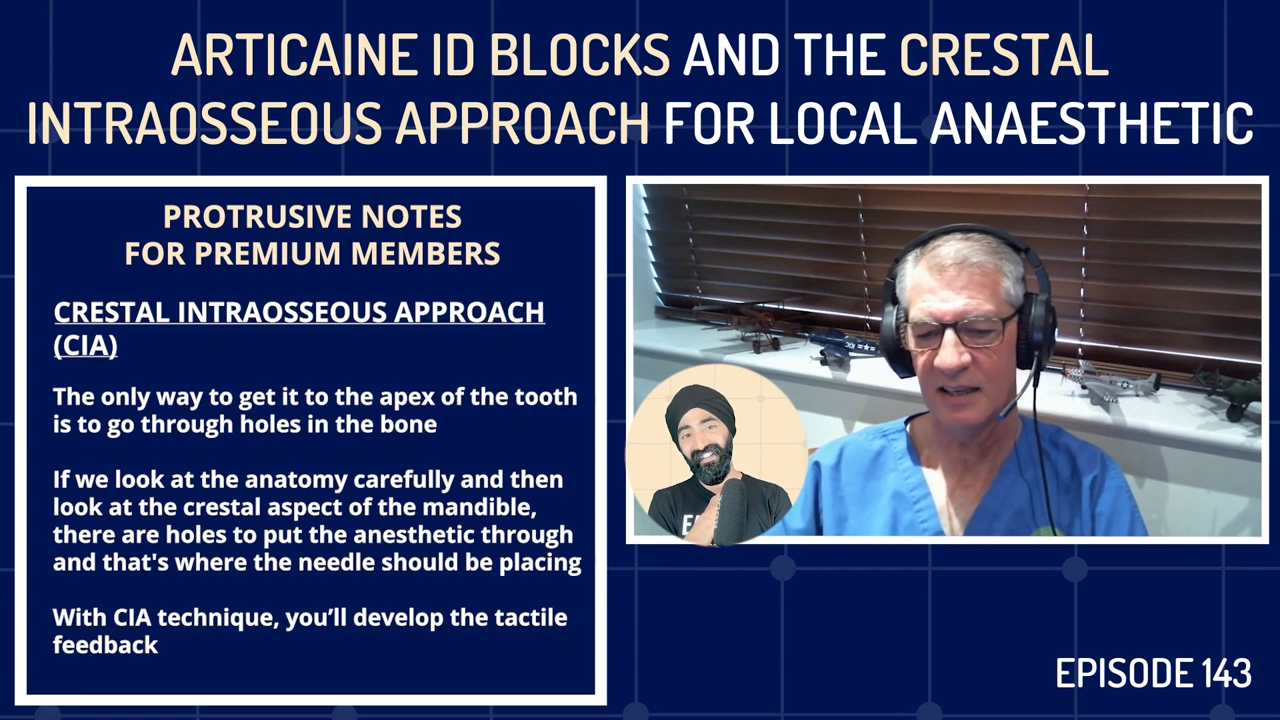 ARTICAINE ID BLOCKS AND THE CRESTAL
INTRAOSSEOUS APPROACH FOR LOCAL ANAESTHETIC
PROTRUSIVE NOTES
FOR PREMIUM MEMBERS
CRESTAL INTRAOSSEOUS APPROACH
(CIA)
The only way to get it to the apex of the tooth
is to go through holes in the bone
If we look at the anatomy carefully and then
look at the crestal aspect of the mandible,
there are holes to put the anesthetic through
and that's where the needle should be placing
With CIA technique, you’ll develop the tactile
feedback
EPISODE 143